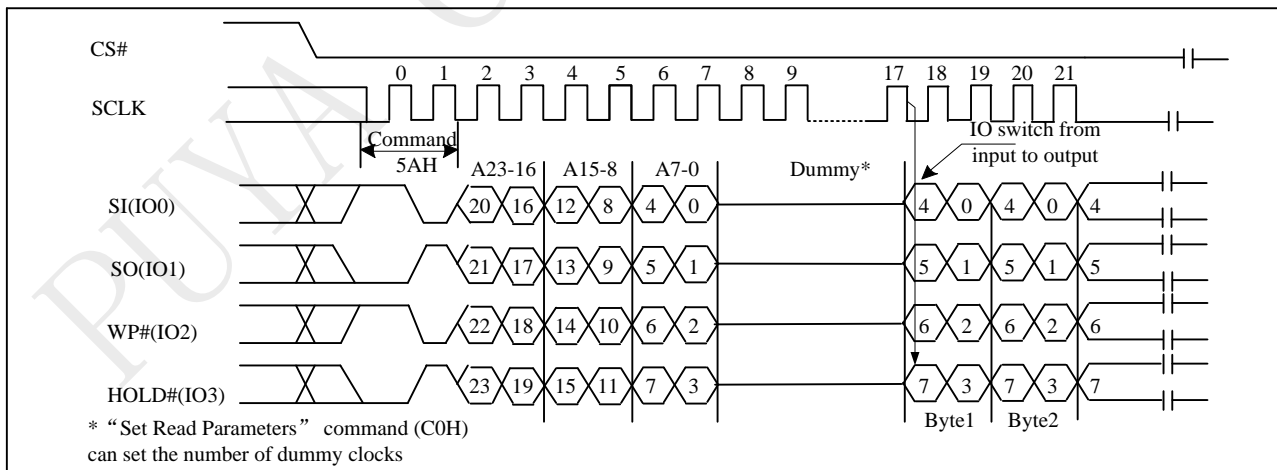 PUYA
CS#
0 1 2 3 4 5 6 7 8 9 17 18 19 20 21
SCLK
Command
5AH
IO switch from
input to output
A23-16 A15-8 A7-0 Dummy*
SI(IO0) 20 16 12 8 4 0 4 0 4 0 4
SO(IO1) 21 17 13 9 5 1 5 1 5 1 5
WP#(IO2) 22 18 14 10 6 2 6 2 6 2 6
HOLD#(IO3) 23 19 15 11 7 3 7 3 7 3 7
Byte1 Byte2
* “Set Read Parameters” command (C0H)
can set the number of dummy clocks